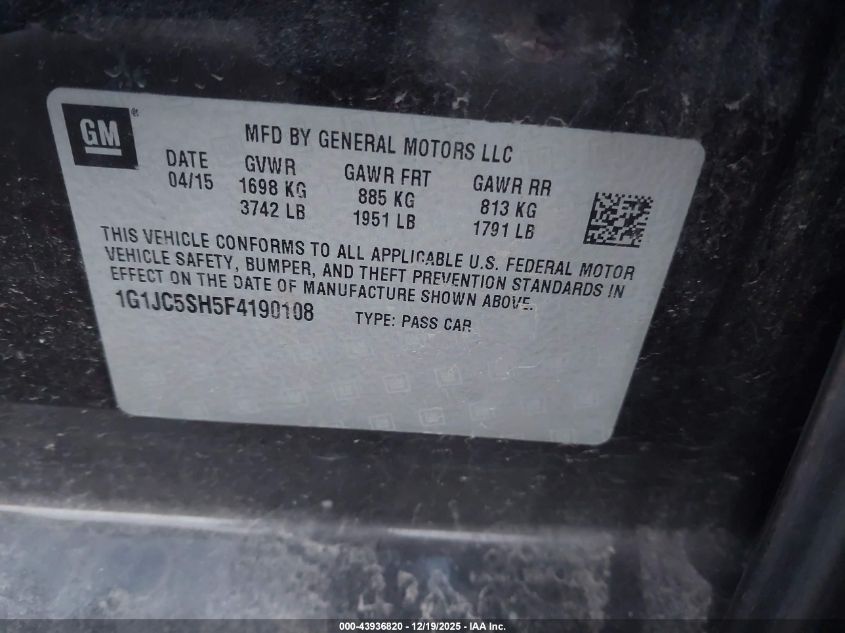 GM®
MFD BY GENERAL MOTORS LLC
DATE GVWR GAWR FRT GAWR RR
04/15 1698 KG 885 KG 813 KG
3742 LB 1951 LB 1791 LB
THIS VEHICLE CONFORMS TO ALL APPLICABLE U.S. FEDERAL MOTOR
VEHICLE SAFETY, BUMPER, AND THEFT PREVENTION STANDARDS IN
EFFECT ON THE DATE OF MANUFACTURE SHOWN ABOVE.
1G1JC5SH5F4190108 TYPE: PASS CAR
000-43936820 - 12/19/2025 - IAA Inc.